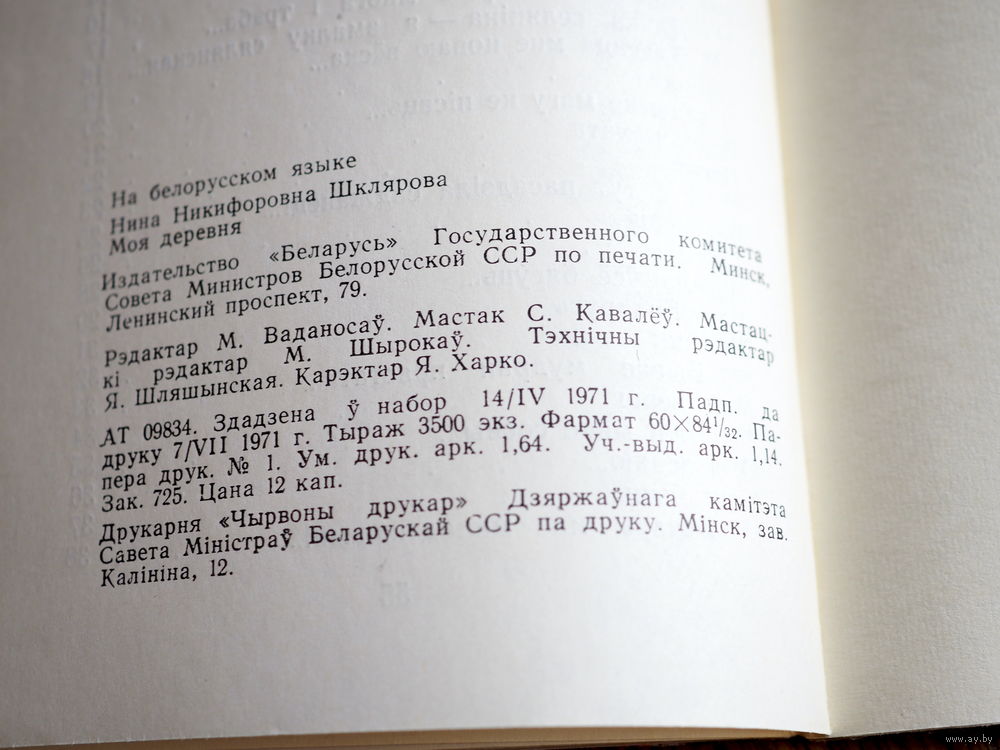 На белорусском языке
Нина Никифоровна Шклярова
Моя деревня
Издательство «Беларусь» Государственного комитета
Совета Министров Белорусской ССР по печати. Минск,
Ленинский проспект, 79.
Рэдактар М. Ваданосаў. Мастак С. Кавалёў. Мастац-
кі рэдактар М. Шырокаў. Тэхнічны рэдактар
Я. Шляшынская. Карэктар Я. Харко.
АТ 09834. Здадзена ў набор 14/IV 1971 г. Падп. да
друку 7/VII 1971 г. Тыраж 3500 экз. Фармат 60×84¹/₃₂. Па-
пера друк. № 1. Ум. друк. арк. 1,64. Уч.-выд. арк. 1,14.
Зак. 725. Цана 12 кап.
Друкарня «Чырвоны друкар» Дзяржаўнага камітэта
Савета Міністраў Беларускай ССР па друку. Мінск, зав.
Калініна, 12.
www.ay.by